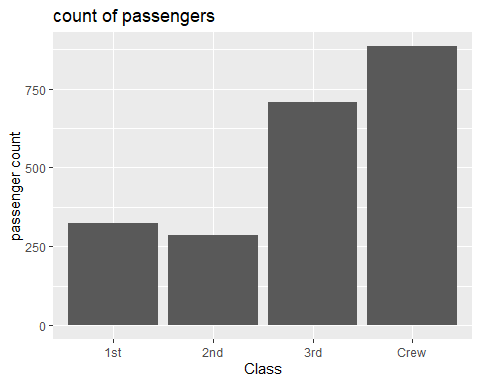 count of passengers
passenger count
750
500
250
0
1st 2nd 3rd Crew
Class